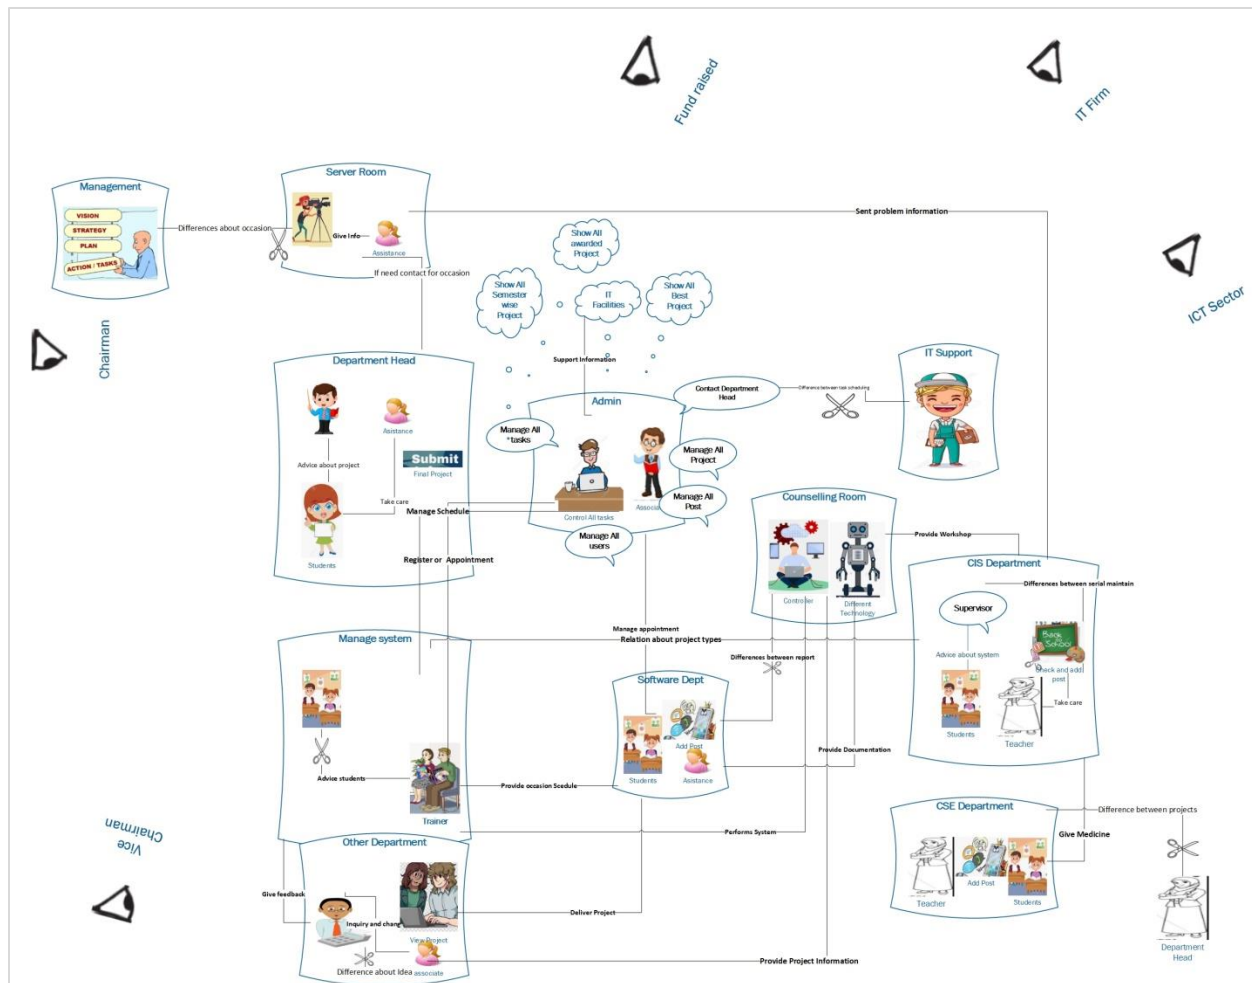 Fund raised
IT Firm
ICT Sector
Chairman
Vice
Chairman
Management
VISION
STRATEGY
PLAN
ACTION / TASKS
Differences about occasion
Server Room
Give Info
Assistance
If need contact for occasion
Sent problem information
Show All
awarded
Project
Show All
Semester
wise
Project
IT
Facilities
Show All
Best
Project
Support Information
Department Head
Advice about project
Asistance
Submit
Final Project
Take care
Students
Manage Schedule
Register or Appointment
Admin
Manage All
*tasks
Contact Department
Head
Manage All
Project
Manage All
Post
Control All tasks
Associa
Manage All
users
Difference between task scheduling
IT Support
Counselling Room
Controller
Different
Technology
Provide Workshop
CIS Department
Differences between serial maintain
Supervisor
Advice about system
Back
to
School
Check and add
post
Take care
Students
Teacher
Manage appointment
Relation about project types
Differences between report
Manage system
Advice students
Trainer
Software Dept
Add Post
Students
Asistance
Provide Documentation
Provide occasion Scedule
Performs System
CSE Department
Difference between projects
Give Medicine
Teacher
Add Post
Students
Department
Head
Other Department
Give feedback
Inquiry and chang
View Project
Difference about Idea
associate
Deliver Project
Provide Project Information